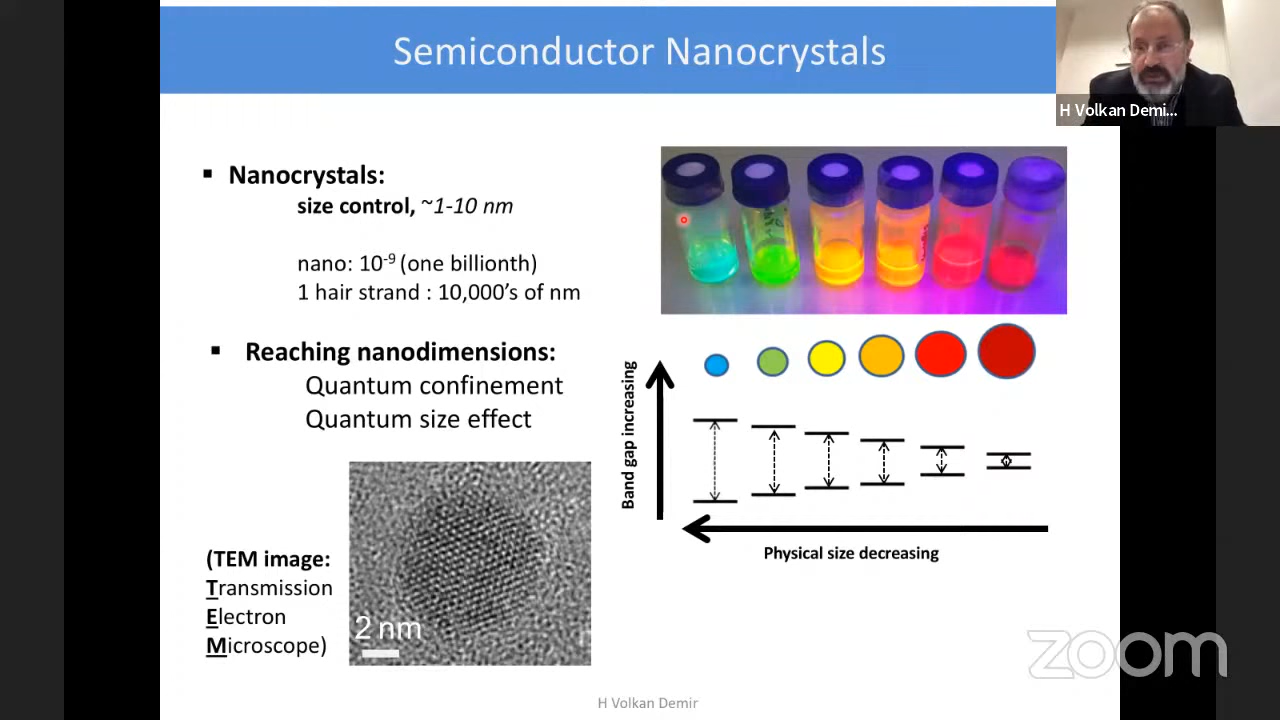 Semiconductor Nanocrystals
H Volkan Demi...
▪ Nanocrystals:
size control, ~1-10 nm
nano: 10⁻⁹ (one billionth)
1 hair strand : 10,000’s of nm
▪ Reaching nanodimensions:
Quantum confinement
Quantum size effect
(TEM image:
Transmission
Electron
Microscope)
2 nm
Band gap increasing
Physical size decreasing
zoom
H Volkan Demir